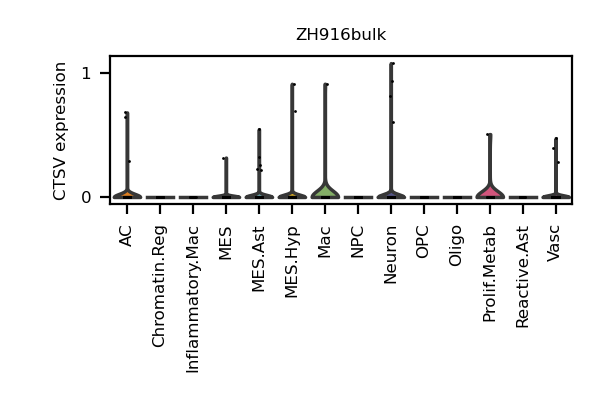 ZH916bulk
CTSV expression
1
0
AC
Chromatin.Reg
Inflammatory.Mac
MES
MES.Ast
MES.Hyp
Mac
NPC
Neuron
OPC
Oligo
Prolif.Metab
Reactive.Ast
Vasc